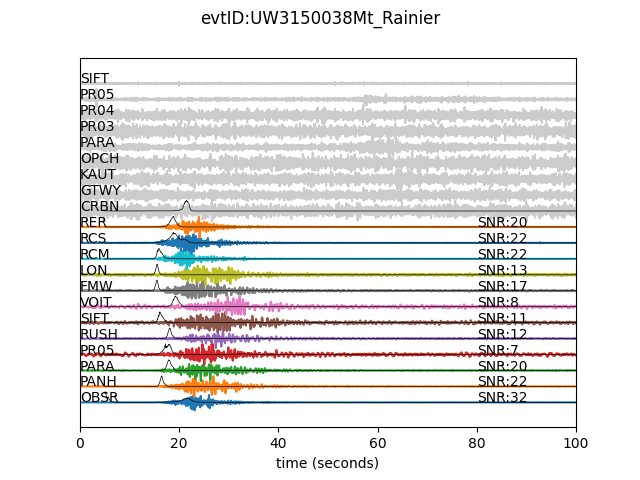 evtID:UW3150038Mt_Rainier
SIFT
PR05
PR04
PR03
PARA
OPCH
KAUT
GTWY
CRBN
RER SNR:20
RCS SNR:22
RCM SNR:22
LON SNR:13
FMW SNR:17
VOIT SNR:8
SIFT SNR:11
RUSH SNR:12
PR05 SNR:7
PARA SNR:20
PANH SNR:22
OBSR SNR:32
0 20 40 60 80 100
time (seconds)